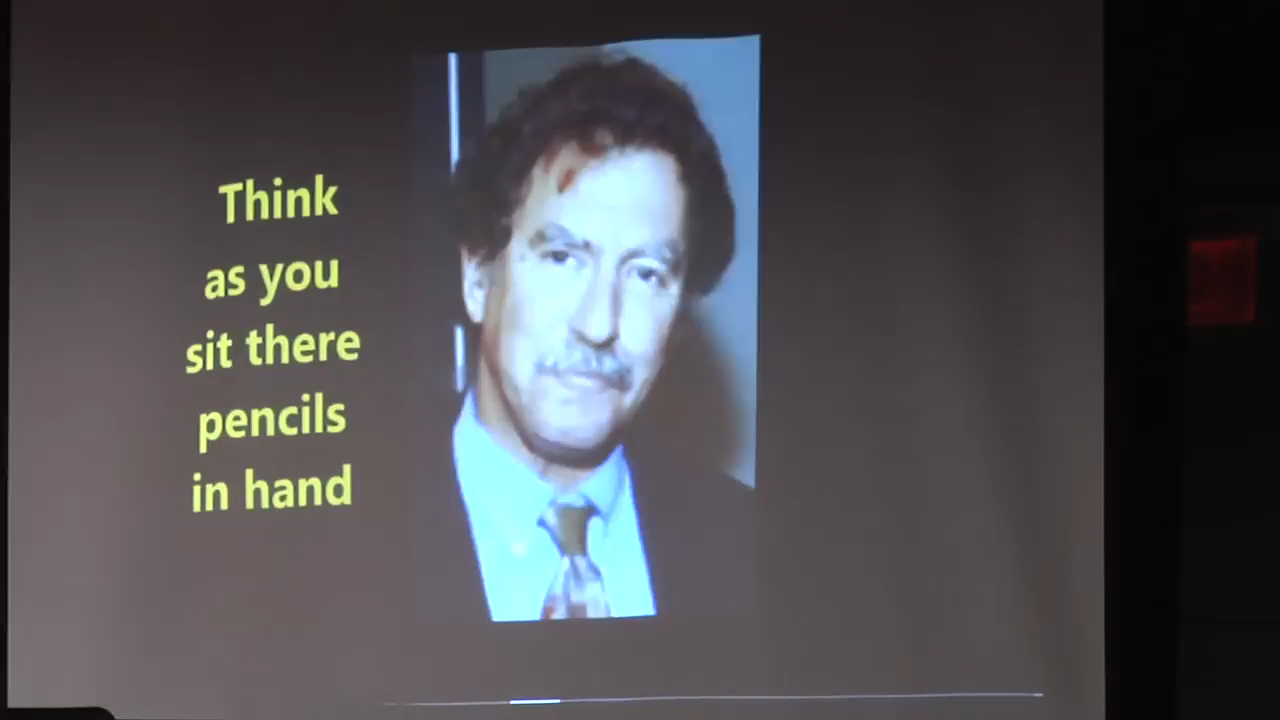 Think
as you
sit there
pencils
in hand